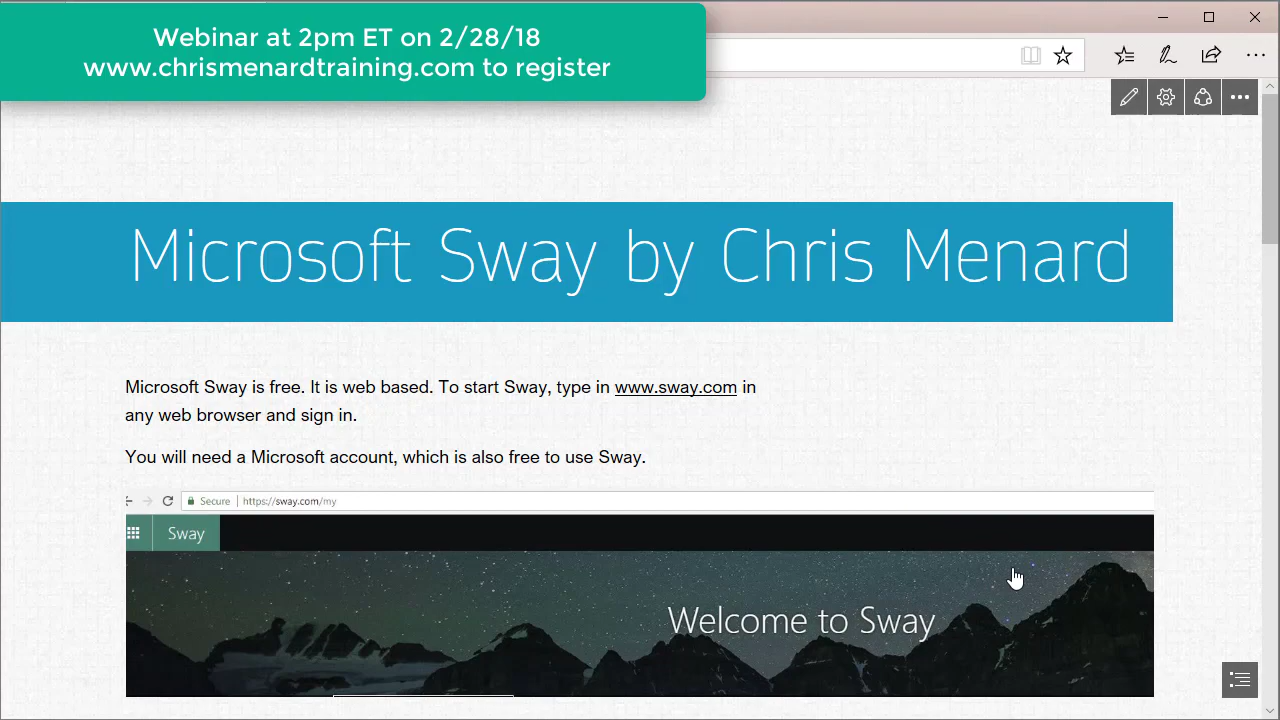 Webinar at 2pm ET on 2/28/18
www.chrismenardtraining.com to register
Microsoft Sway by Chris Menard
Microsoft Sway is free. It is web based. To start Sway, type in www.sway.com in
any web browser and sign in.
You will need a Microsoft account, which is also free to use Sway.
Secure | https://sway.com/my
Sway
Welcome to Sway